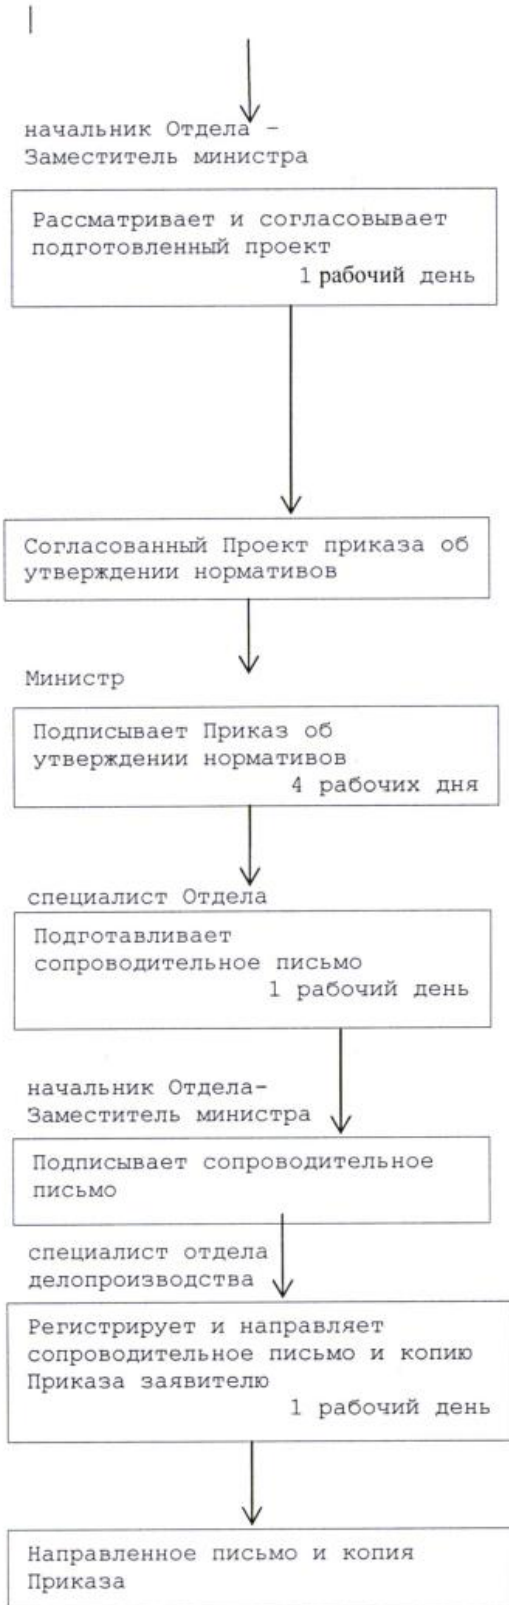 начальник Отдела –
Заместитель министра
Рассматривает и согласовывает
подготовленный проект
1 рабочий день
Согласованный Проект приказа об
утверждении нормативов
Министр
Подписывает Приказ об
утверждении нормативов
4 рабочих дня
специалист Отдела
Подготавливает
сопроводительное письмо
1 рабочий день
начальник Отдела-
Заместитель министра
Подписывает сопроводительное
письмо
специалист отдела
делопроизводства
Регистрирует и направляет
сопроводительное письмо и копию
Приказа заявителю
1 рабочий день
Направленное письмо и копия
Приказа